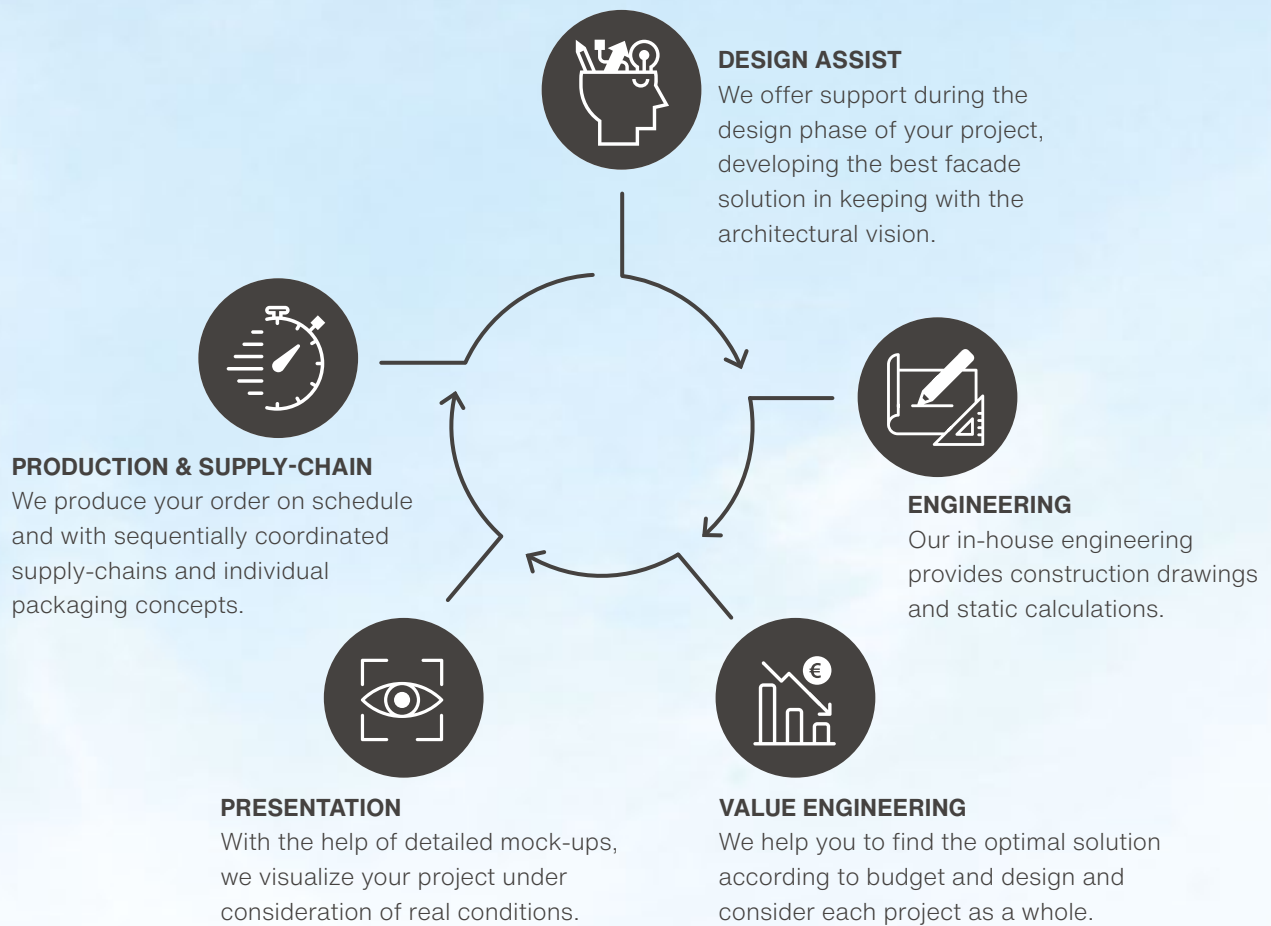 DESIGN ASSIST
We offer support during the
design phase of your project,
developing the best facade
solution in keeping with the
architectural vision.
ENGINEERING
Our in-house engineering
provides construction drawings
and static calculations.
€
VALUE ENGINEERING
We help you to find the optimal solution
according to budget and design and
consider each project as a whole.
PRESENTATION
With the help of detailed mock-ups,
we visualize your project under
consideration of real conditions.
PRODUCTION & SUPPLY-CHAIN
We produce your order on schedule
and with sequentially coordinated
supply-chains and individual
packaging concepts.